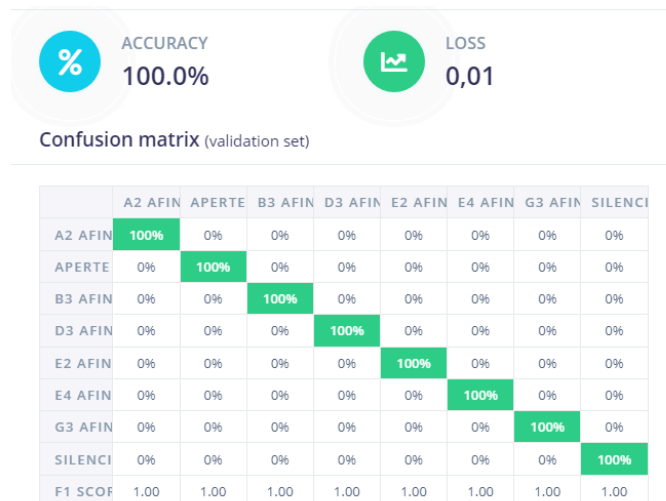 ACCURACY
100.0%
LOSS
0,01
Confusion matrix (validation set)
A2 AFIN APERTE B3 AFIN D3 AFIN E2 AFIN E4 AFIN G3 AFIN SILENCI
A2 AFIN 100% 0% 0% 0% 0% 0% 0% 0%
APERTE 0% 100% 0% 0% 0% 0% 0% 0%
B3 AFIN 0% 0% 100% 0% 0% 0% 0% 0%
D3 AFIN 0% 0% 0% 100% 0% 0% 0% 0%
E2 AFIN 0% 0% 0% 0% 100% 0% 0% 0%
E4 AFIN 0% 0% 0% 0% 0% 100% 0% 0%
G3 AFIN 0% 0% 0% 0% 0% 0% 100% 0%
SILENCI 0% 0% 0% 0% 0% 0% 0% 100%
F1 SCOR 1.00 1.00 1.00 1.00 1.00 1.00 1.00 1.00